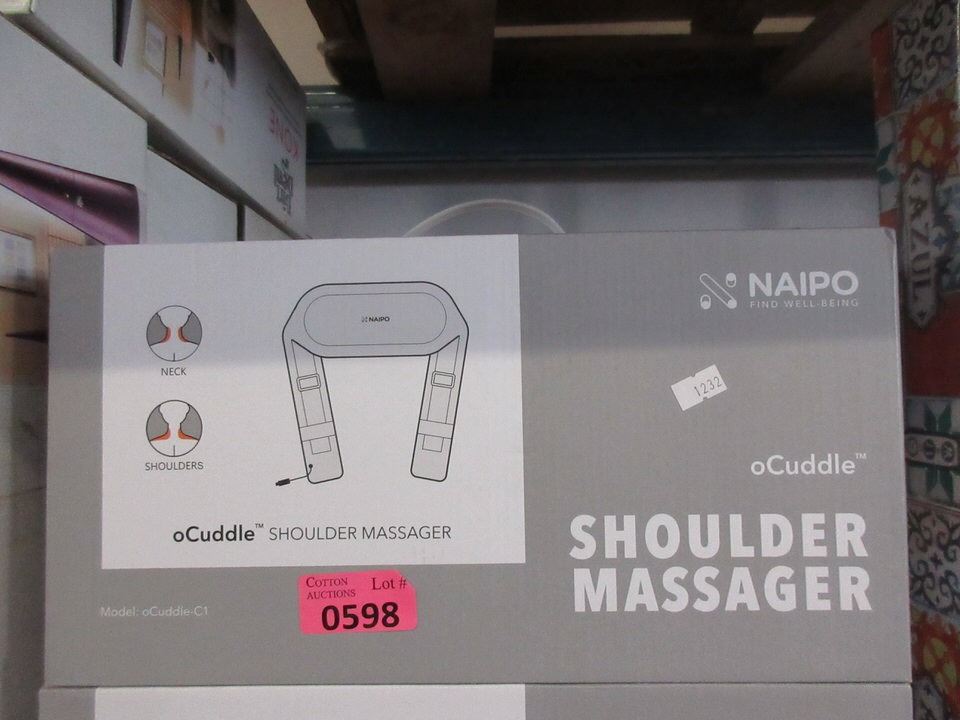 NAIPO
FIND WELL-BEING
NAIPO
NECK
SHOULDERS
1232
oCuddle™
oCuddle™ SHOULDER MASSAGER
SHOULDER
MASSAGER
Model: oCuddle-C1
COTTON
AUCTIONS
Lot #
0598
AZUL